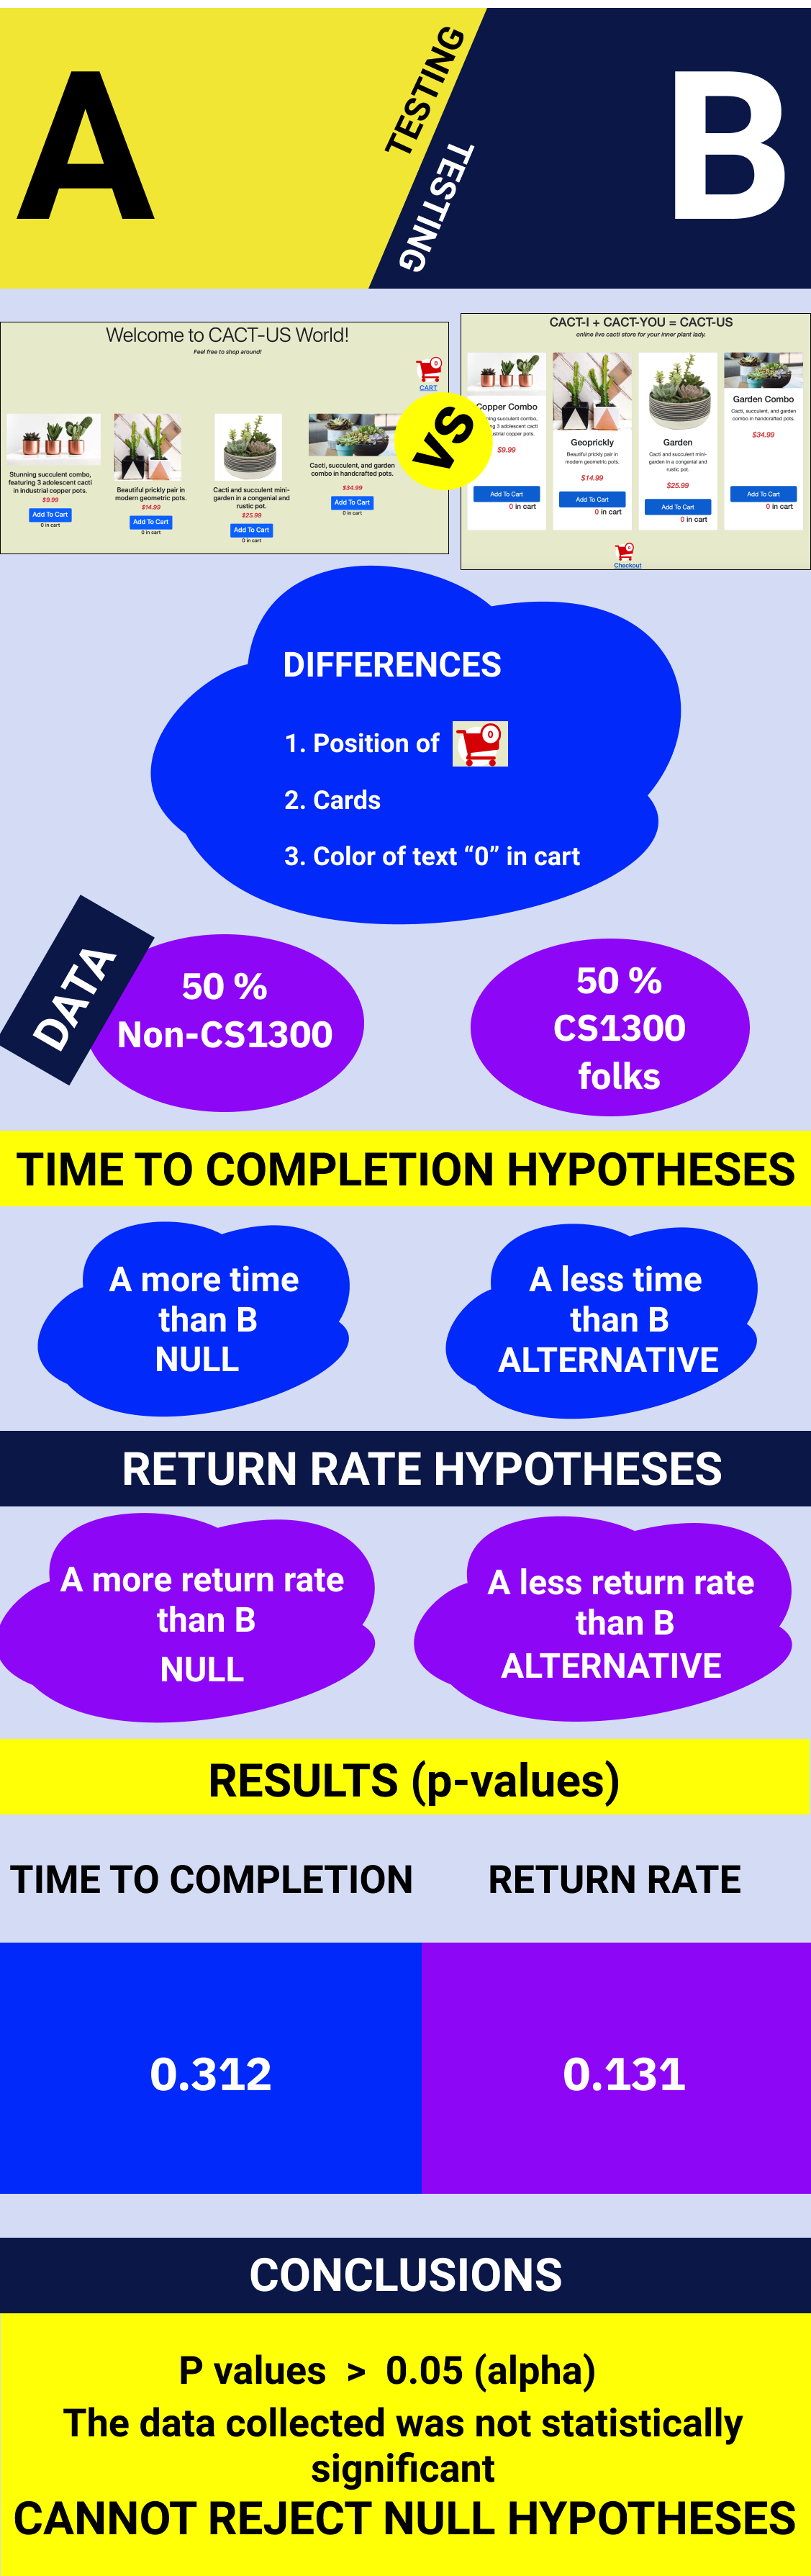 A
TESTING
TESTING
B
Welcome to CACT-US World!
Feel free to shop around!
0
CART
Stunning succulent combo,
featuring 3 adolescent cacti
in industrial copper pots.
$9.99
Add To Cart
0 in cart
Beautiful prickly pair in
modern geometric pots.
$14.99
Add To Cart
0 in cart
Cacti and succulent mini-
garden in a congenial and
rustic pot.
$25.99
Add To Cart
0 in cart
Cacti, succulent, and garden
combo in handcrafted pots.
$34.99
Add To Cart
0 in cart
VS
CACT-I + CACT-YOU = CACT-US
online live cacti store for your inner plant lady.
Copper Combo
succulent combo,
3 adolescent cacti
copper pots.
$9.99
Add To Cart
0 in cart
Geoprickly
Beautiful prickly pair in
modern geometric pots.
$14.99
Add To Cart
0 in cart
Garden
Cacti and succulent mini-
garden in a congenial and
rustic pot.
$25.99
Add To Cart
0 in cart
Garden Combo
Cacti, succulent, and garden
combo in handcrafted pots.
$34.99
Add To Cart
0 in cart
0
Checkout
DIFFERENCES
1. Position of 0
2. Cards
3. Color of text “0” in cart
DATA
50 %
Non-CS1300
50 %
CS1300
folks
TIME TO COMPLETION HYPOTHESES
A more time
than B
NULL
A less time
than B
ALTERNATIVE
RETURN RATE HYPOTHESES
A more return rate
than B
NULL
A less return rate
than B
ALTERNATIVE
RESULTS (p-values)
TIME TO COMPLETION
RETURN RATE
0.312
0.131
CONCLUSIONS
P values > 0.05 (alpha)
The data collected was not statistically
significant
CANNOT REJECT NULL HYPOTHESES